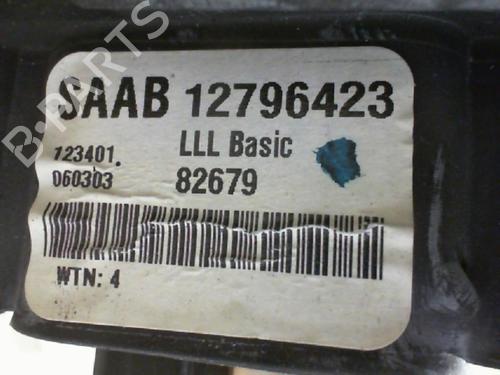 B-PARTS
SAAB 12796423
123401. LLL Basic
060303 82679
WTN: 4